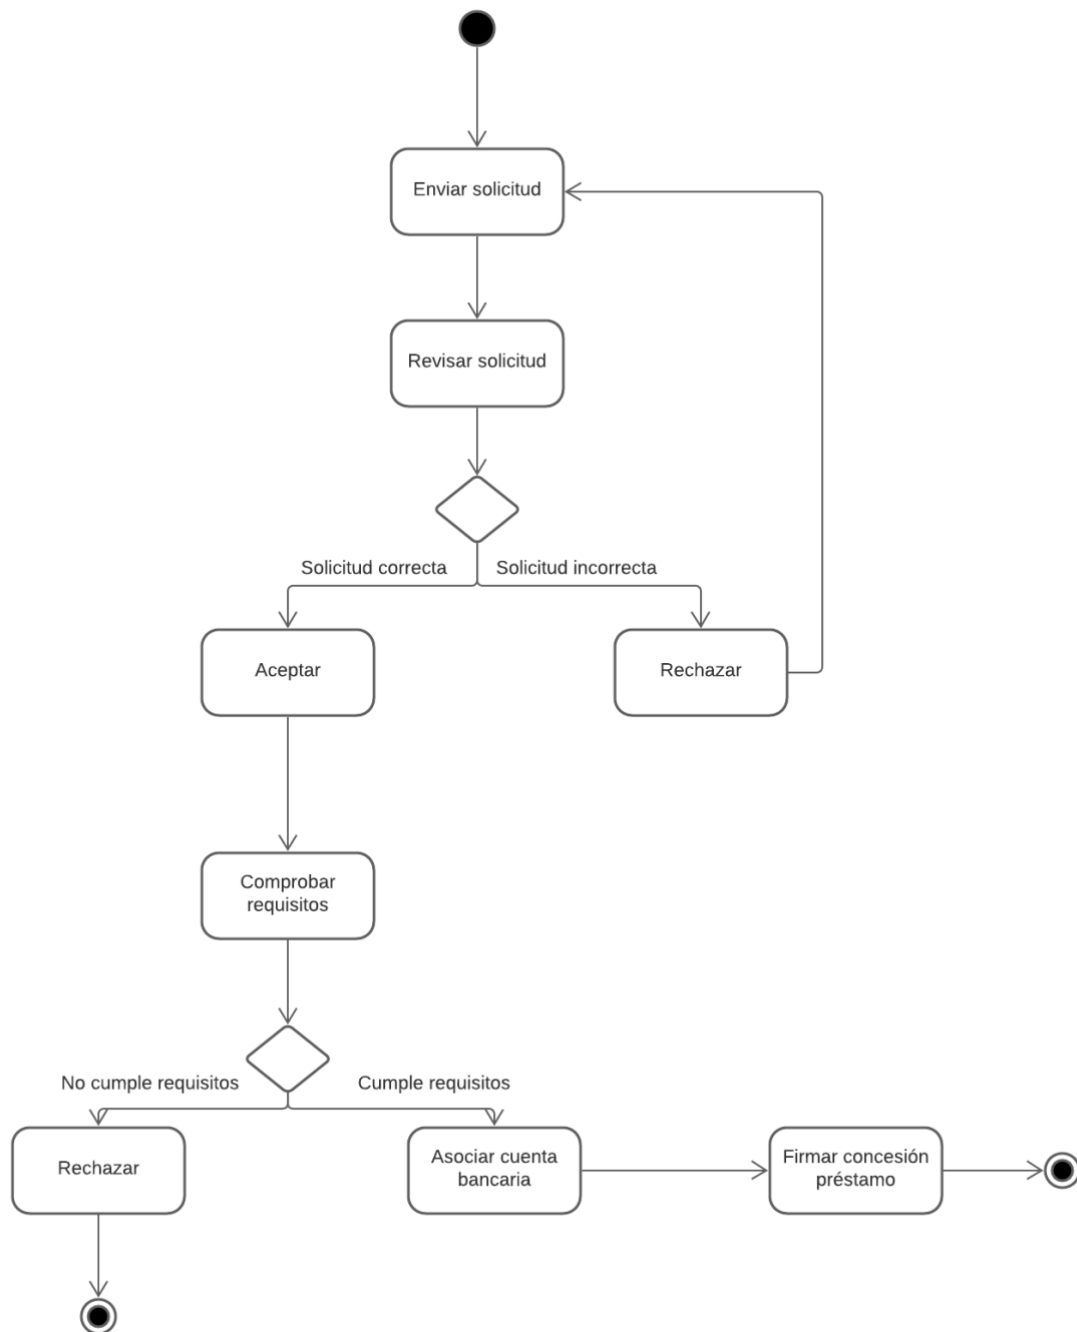 Enviar solicitud
Revisar solicitud
Solicitud correcta
Solicitud incorrecta
Aceptar
Rechazar
Comprobar
requisitos
No cumple requisitos
Cumple requisitos
Rechazar
Asociar cuenta
bancaria
Firmar concesión
préstamo